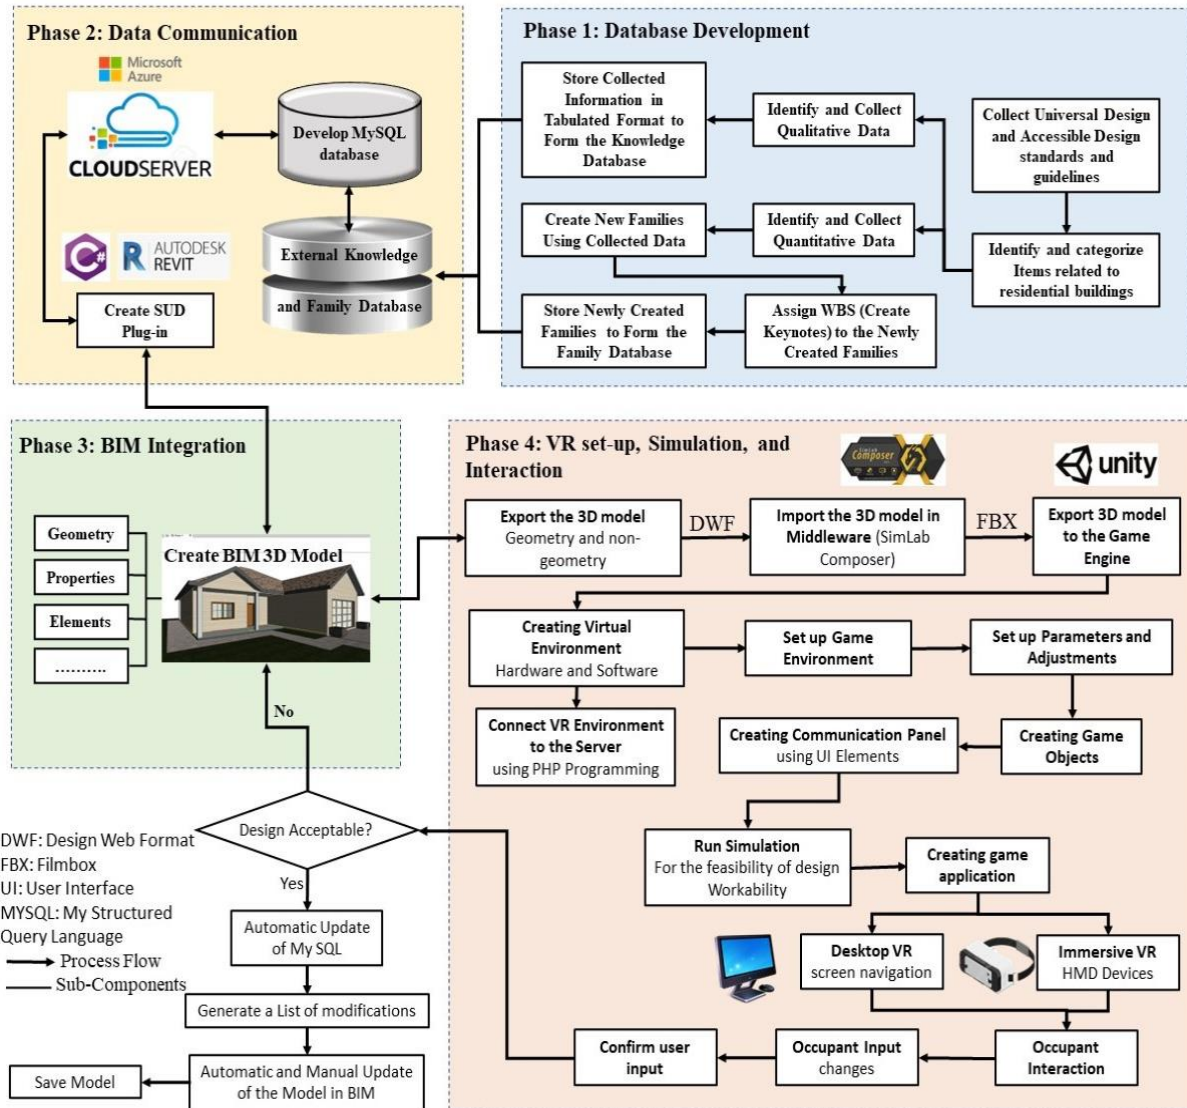 Phase 2: Data Communication
Microsoft
Azure
CLOUDSERVER
Develop MySQL
database
External Knowledge
and Family Database
C#
R AUTODESK
REVIT
Create SUD
Plug-in
Phase 1: Database Development
Store Collected
Information in
Tabulated Format to
Form the Knowledge
Database
Identify and Collect
Qualitative Data
Collect Universal Design
and Accessible Design
standards and
guidelines
Create New Families
Using Collected Data
Identify and Collect
Quantitative Data
Identify and categorize
Items related to
residential buildings
Store Newly Created
Families to Form the
Family Database
Assign WBS (Create
Keynotes) to the Newly
Created Families
Phase 3: BIM Integration
Geometry
Properties
Elements
..........
Create BIM 3D Model
No
Phase 4: VR set-up, Simulation, and
Interaction
SimLab
Composer
unity
Export the 3D model
Geometry and non-
geometry
DWF
Import the 3D model in
Middleware (SimLab
Composer)
FBX
Export 3D model
to the Game
Engine
Creating Virtual
Environment
Hardware and Software
Set up Game
Environment
Set up Parameters and
Adjustments
Connect VR Environment
to the Server
using PHP Programming
Creating Communication Panel
using UI Elements
Creating Game
Objects
Run Simulation
For the feasibility of design
Workability
Creating game
application
Desktop VR
screen navigation
Immersive VR
HMD Devices
Confirm user
input
Occupant Input
changes
Occupant
Interaction
Design Acceptable?
Yes
Automatic Update
of My SQL
Generate a List of modifications
Automatic and Manual Update
of the Model in BIM
Save Model
DWF: Design Web Format
FBX: Filmbox
UI: User Interface
MYSQL: My Structured
Query Language
Process Flow
Sub-Components